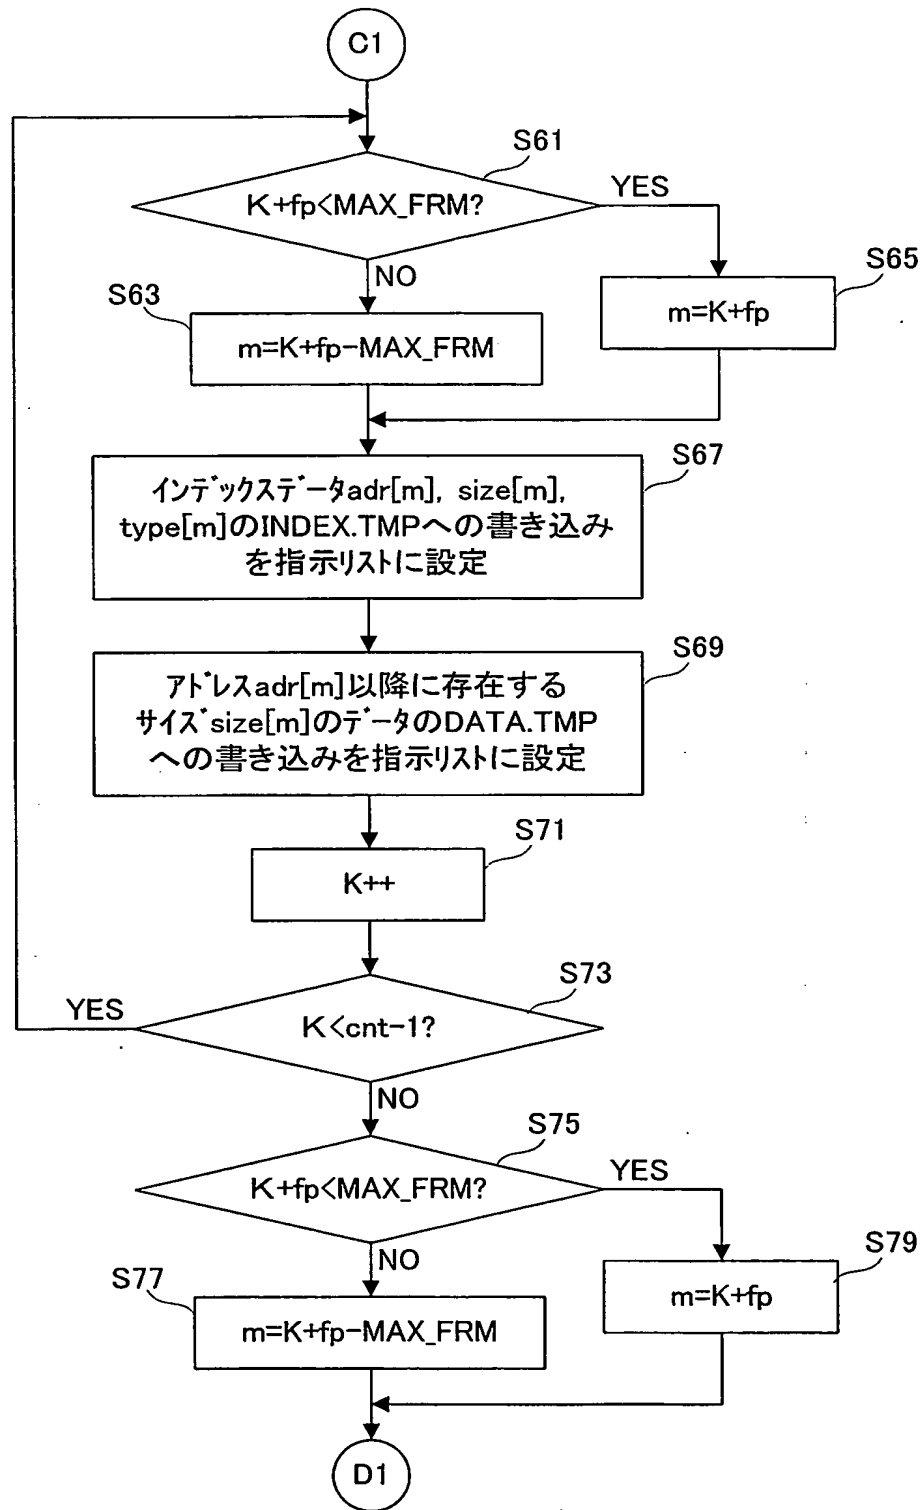 C1
S61
K+fp<MAX_FRM?
YES
NO
S63
m=K+fp-MAX_FRM
S65
m=K+fp
S67
インデックスデータadr[m], size[m],
type[m]のINDEX.TMPへの書き込み
を指示リストに設定
S69
アドレスadr[m]以降に存在する
サイズsize[m]のデータのDATA.TMP
への書き込みを指示リストに設定
S71
K++
S73
YES
K<cnt-1?
NO
S75
K+fp<MAX_FRM?
YES
NO
S77
m=K+fp-MAX_FRM
S79
m=K+fp
D1